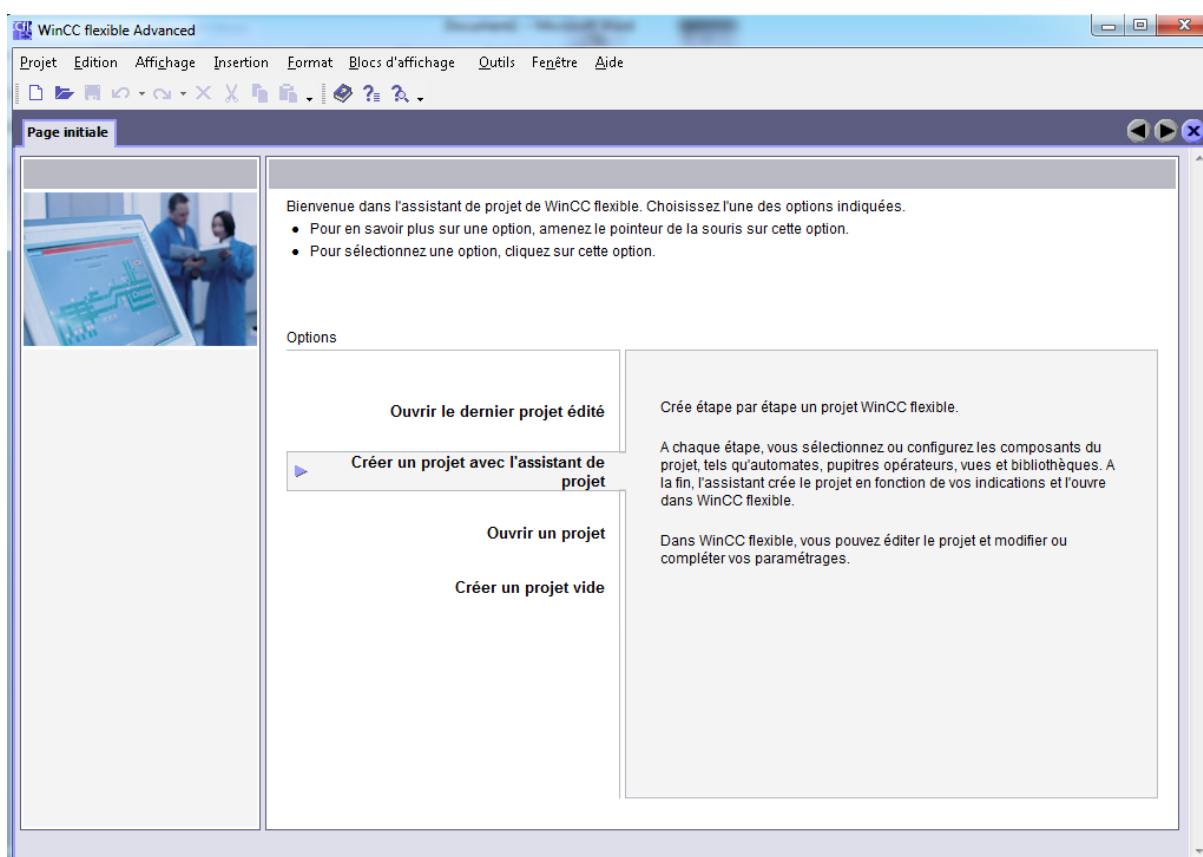 WinCC flexible Advanced
Projet Edition Affichage Insertion Format Blocs d'affichage Outils Fenêtre Aide
Page initiale
Bienvenue dans l'assistant de projet de WinCC flexible. Choisissez l'une des options indiquées.
• Pour en savoir plus sur une option, amenez le pointeur de la souris sur cette option.
• Pour sélectionnez une option, cliquez sur cette option.
Options
Ouvrir le dernier projet édité
Créer un projet avec l'assistant de
projet
Ouvrir un projet
Créer un projet vide
Crée étape par étape un projet WinCC flexible.
A chaque étape, vous sélectionnez ou configurez les composants du
projet, tels qu'automates, pupitres opérateurs, vues et bibliothèques. A
la fin, l'assistant crée le projet en fonction de vos indications et l'ouvre
dans WinCC flexible.
Dans WinCC flexible, vous pouvez éditer le projet et modifier ou
compléter vos paramétrages.